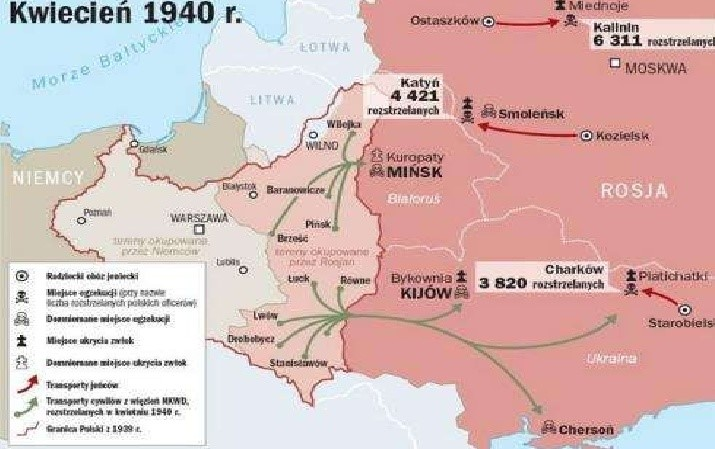 Kwiecień 1940 r.
Morze Bałtyckie
ŁOTWA
LITWA
Ostaszków
Miednoje
Kalinin
6 311 rozstrzelanych
MOSKWA
Katyń
4 421
rozstrzelanych
Smoleńsk
Kozielsk
Wilejka
WILNO
Kuropaty
MIŃSK
Gdańsk
NIEMCY
Białystok
Baranowicze
Białoruś
ROSJA
Poznań
WARSZAWA
Pińsk
Brześć
tereny okupowane
przez Niemców
tereny okupowane
przez Rosjan
Lublin
Łuck
Równe
Bykownia
KIJÓW
Charków
3 820 rozstrzelanych
Piatichatki
Starobielsk
Lwów
Drohobycz
Stanisławów
Ukraina
Chersoń
Radziecki obóz jeniecki
Miejsce egzekucji (przy nazwie
liczba rozstrzelanych polskich oficerów)
Domniemane miejsce egzekucji
Miejsce ukrycia zwłok
Domniemane miejsce ukrycia zwłok
Transporty jeńców
Transporty cywilów z więzień NKWD,
rozstrzelanych w kwietniu 1940 r.
Granica Polski z 1939 r.